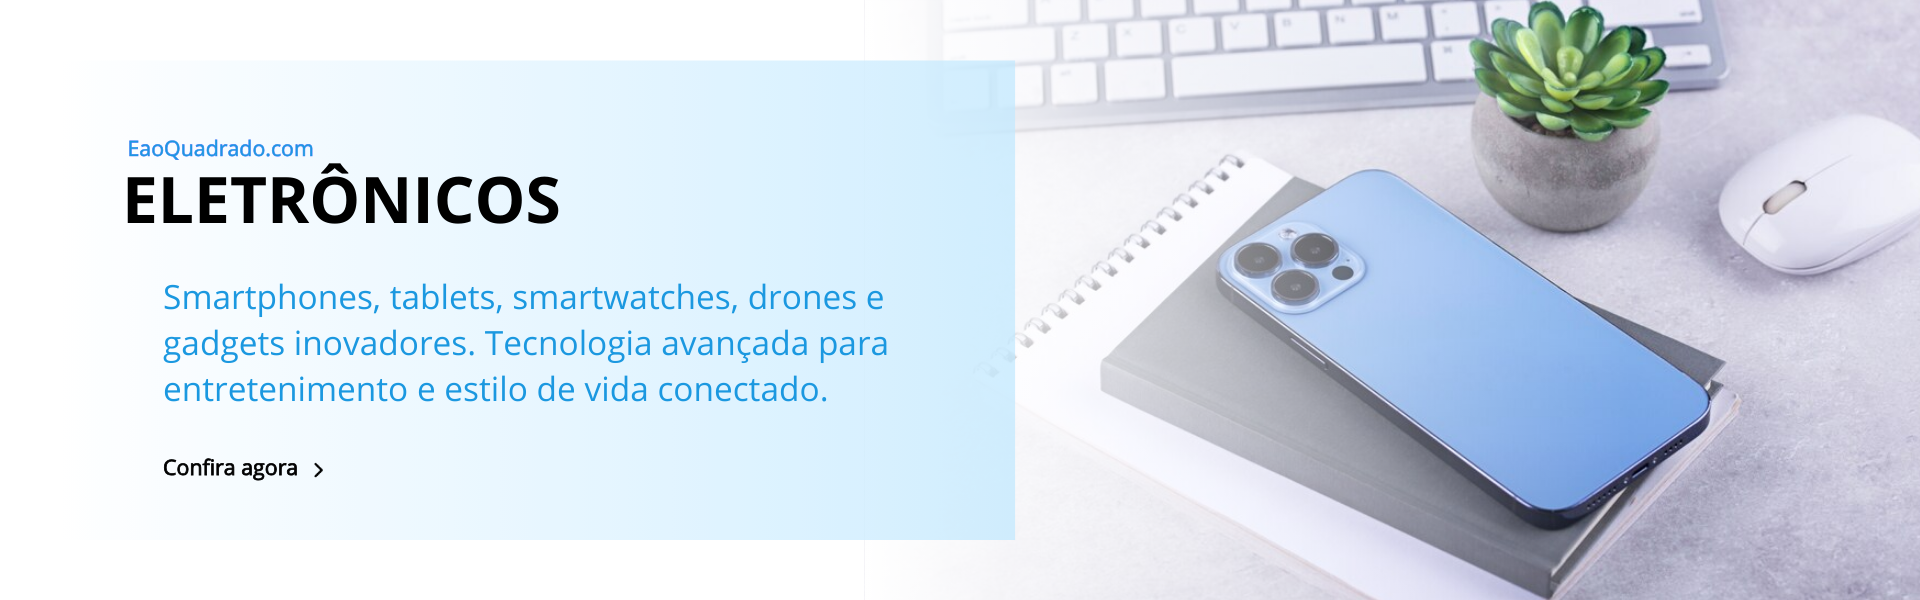 EaoQuadrado.com
ELETRÔNICOS
Smartphones, tablets, smartwatches, drones e
gadgets inovadores. Tecnologia avançada para
entretenimento e estilo de vida conectado.
Confira agora